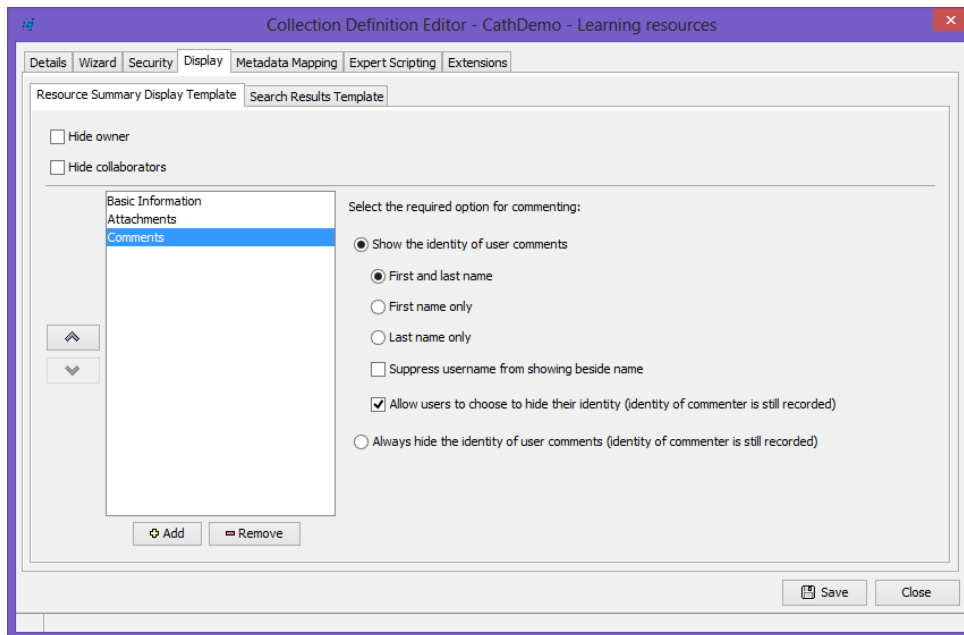 Collection Definition Editor - CathDemo - Learning resources
Details Wizard Security Display Metadata Mapping Expert Scripting Extensions
Resource Summary Display Template Search Results Template
Hide owner
Hide collaborators
Basic Information
Attachments
Comments
Select the required option for commenting:
Show the identity of user comments
First and last name
First name only
Last name only
Suppress username from showing beside name
Allow users to choose to hide their identity (identity of commenter is still recorded)
Always hide the identity of user comments (identity of commenter is still recorded)
Add Remove
Save Close